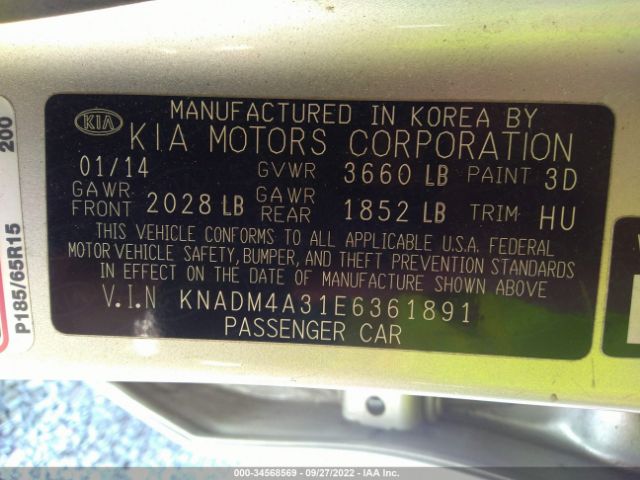 MANUFACTURED IN KOREA BY
KIA KIA MOTORS CORPORATION
01/14 GVWR 3660 LB PAINT 3D
GAWR FRONT 2028 LB GAWR REAR 1852 LB TRIM HU
THIS VEHICLE CONFORMS TO ALL APPLICABLE U.S.A. FEDERAL
MOTOR VEHICLE SAFETY, BUMPER, AND THEFT PREVENTION STANDARDS
IN EFFECT ON THE DATE OF MANUFACTURE SHOWN ABOVE
V.I.N KNADM4A31E6361891
PASSENGER CAR
P185/65R15
200
000-34568569 - 09/27/2022 - IAA Inc.